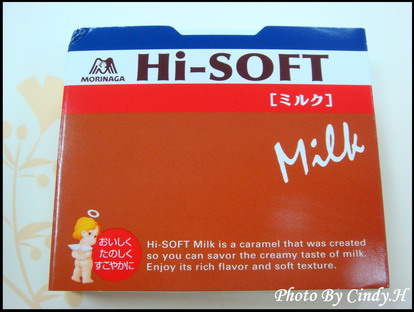 MORINAGA
Hi-SOFT
[ミルク]
Milk
おいしく
たのしく
すこやかに
Hi-SOFT Milk is a caramel that was created
so you can savor the creamy taste of milk.
Enjoy its rich flavor and soft texture.
Photo By Cindy.H